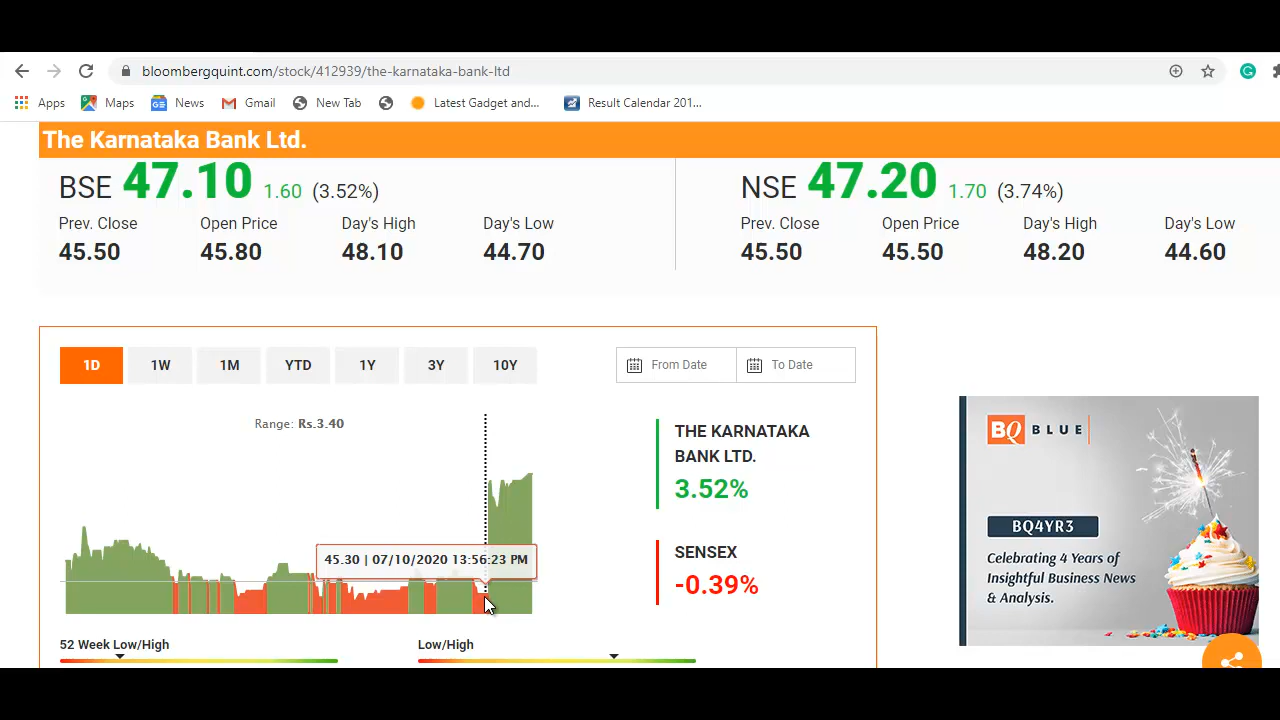 bloombergquint.com/stock/412939/the-karnataka-bank-ltd
Apps Maps News Gmail New Tab Latest Gadget and... Result Calendar 201...
The Karnataka Bank Ltd.
BSE 47.10 1.60 (3.52%)
Prev. Close Open Price Day's High Day's Low
45.50 45.80 48.10 44.70
NSE 47.20 1.70 (3.74%)
Prev. Close Open Price Day's High Day's Low
45.50 45.50 48.20 44.60
1D 1W 1M YTD 1Y 3Y 10Y
From Date To Date
Range: Rs.3.40
45.30 | 07/10/2020 13:56:23 PM
THE KARNATAKA
BANK LTD.
3.52%
SENSEX
-0.39%
52 Week Low/High Low/High
BQ BLUE
BQ4YR3
Celebrating 4 Years of
Insightful Business News
& Analysis.